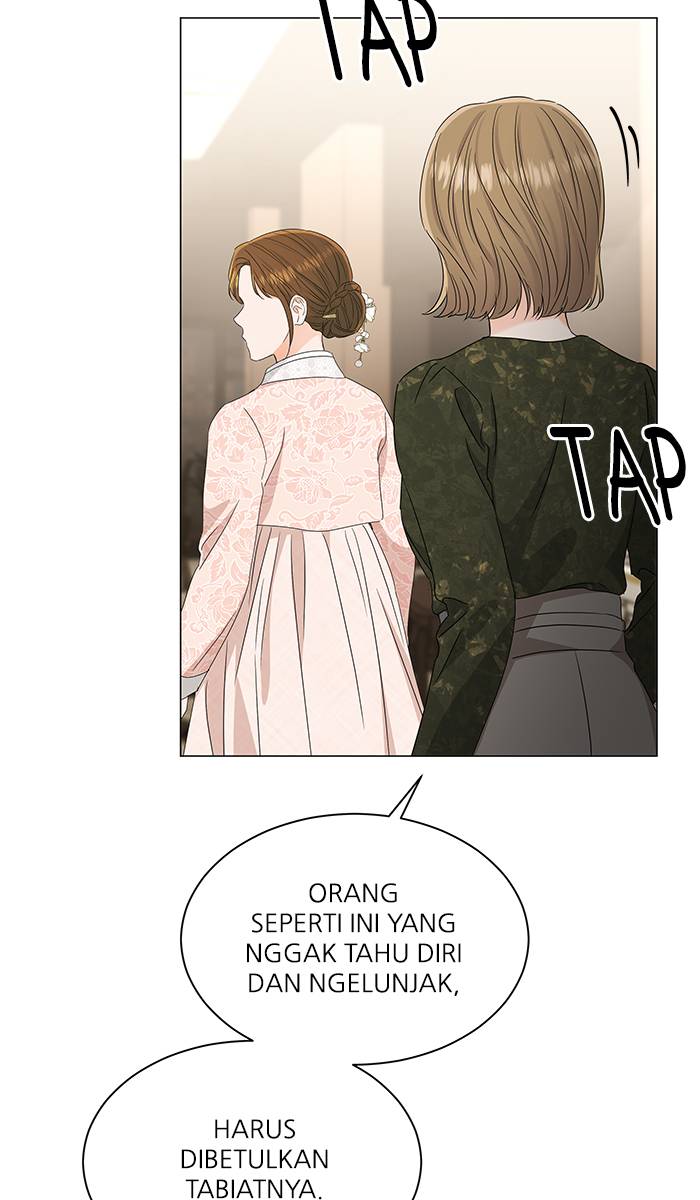 TAP
TAP
ORANG
SEPERTI INI YANG
NGGAK TAHU DIRI
DAN NGELUNJAK,
HARUS
DIBETULKAN
TABIATNYA,